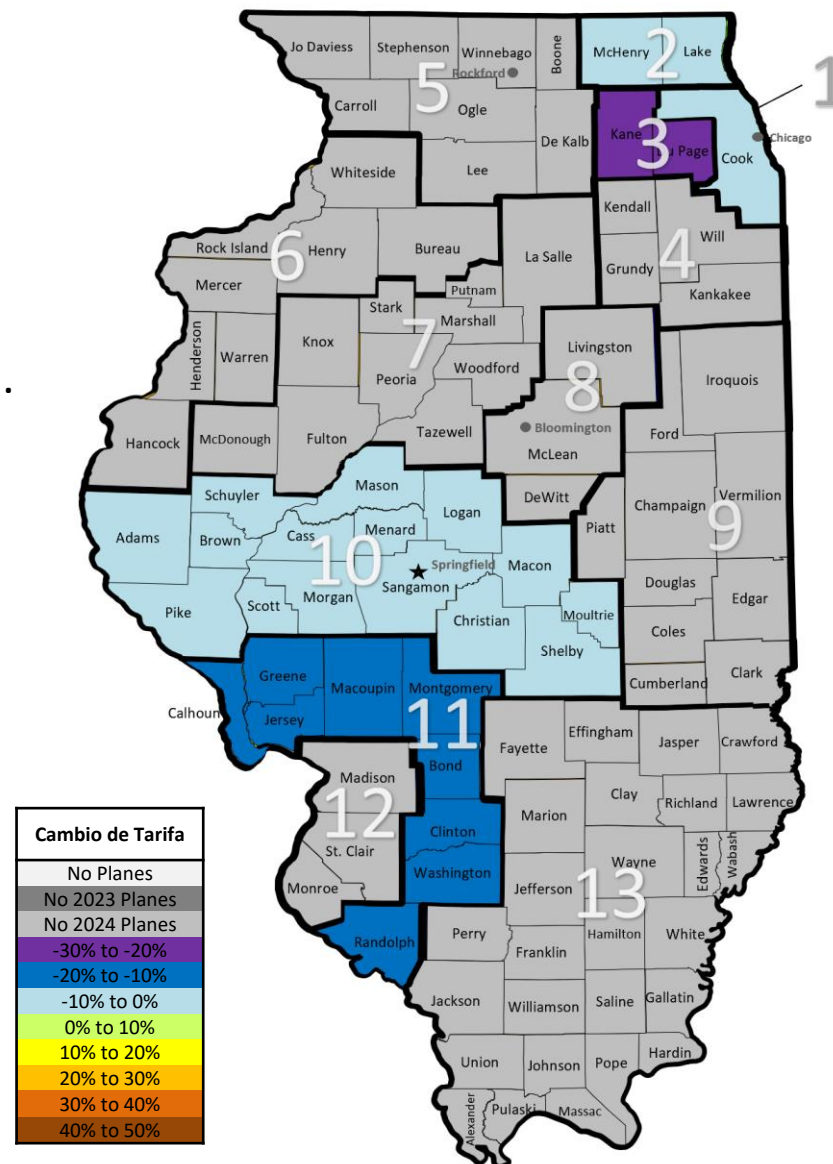 Jo Daviess
Stephenson
Winnebago
Boone
McHenry
Lake
2
1
5
Rockford
Carroll
Ogle
De Kalb
Lee
Kane
3
Du Page
Cook
Chicago
Whiteside
Kendall
Will
4
Rock Island
6
Henry
Bureau
La Salle
Grundy
Kankakee
Mercer
Putnam
Stark
Marshall
7
Henderson
Warren
Knox
Peoria
Woodford
Livingston
8
Iroquois
.
Hancock
McDonough
Fulton
Tazewell
Bloomington
McLean
Ford
Mason
DeWitt
Schuyler
Logan
Champaign
Vermilion
9
Piatt
Adams
Brown
Cass
Menard
10
Springfield
Macon
Sangamon
Douglas
Edgar
Pike
Scott
Morgan
Christian
Moultrie
Coles
Shelby
Greene
Macoupin
Montgomery
Cumberland
Clark
Calhoun
Jersey
11
Fayette
Effingham
Jasper
Crawford
Bond
Madison
12
Clay
Richland
Lawrence
Marion
Clinton
St. Clair
Washington
Wayne
Edwards
Wabash
Monroe
Jefferson
13
Randolph
Perry
Hamilton
White
Franklin
Jackson
Williamson
Saline
Gallatin
Union
Johnson
Pope
Hardin
Alexander
Pulaski
Massac
Cambio de Tarifa
No Planes
No 2023 Planes
No 2024 Planes
-30% to -20%
-20% to -10%
-10% to 0%
0% to 10%
10% to 20%
20% to 30%
30% to 40%
40% to 50%